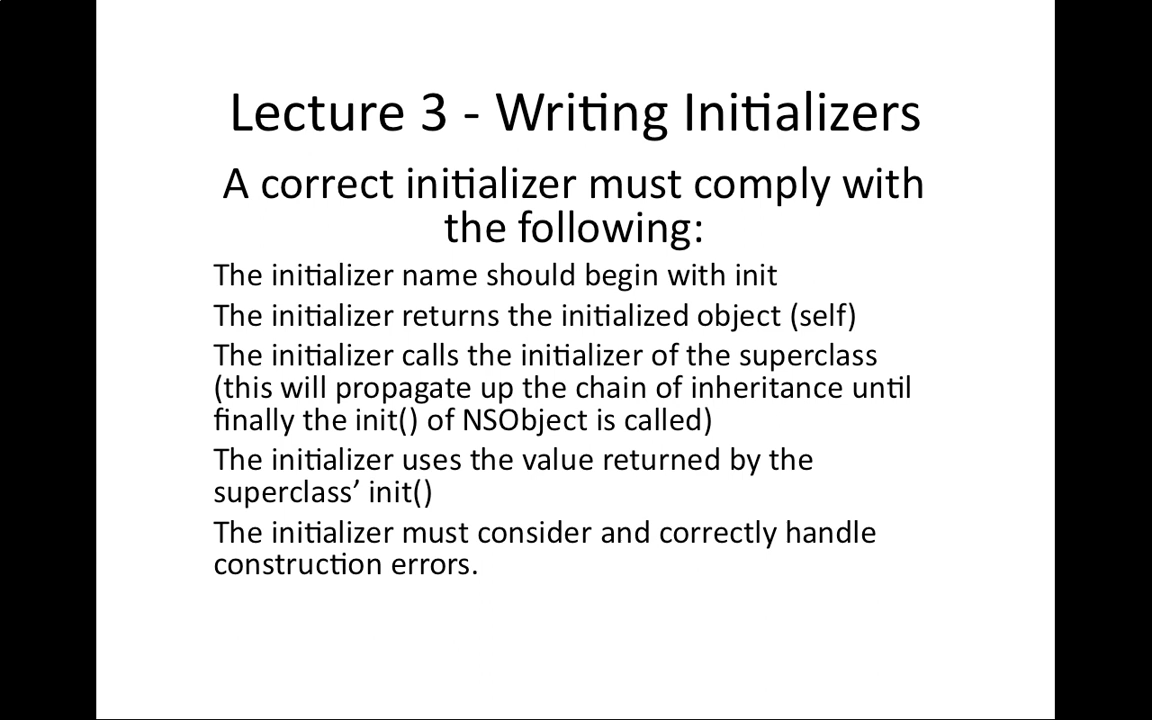 Lecture 3 - Writing Initializers
A correct initializer must comply with
the following:
The initializer name should begin with init
The initializer returns the initialized object (self)
The initializer calls the initializer of the superclass
(this will propagate up the chain of inheritance until
finally the init() of NSObject is called)
The initializer uses the value returned by the
superclass’ init()
The initializer must consider and correctly handle
construction errors.